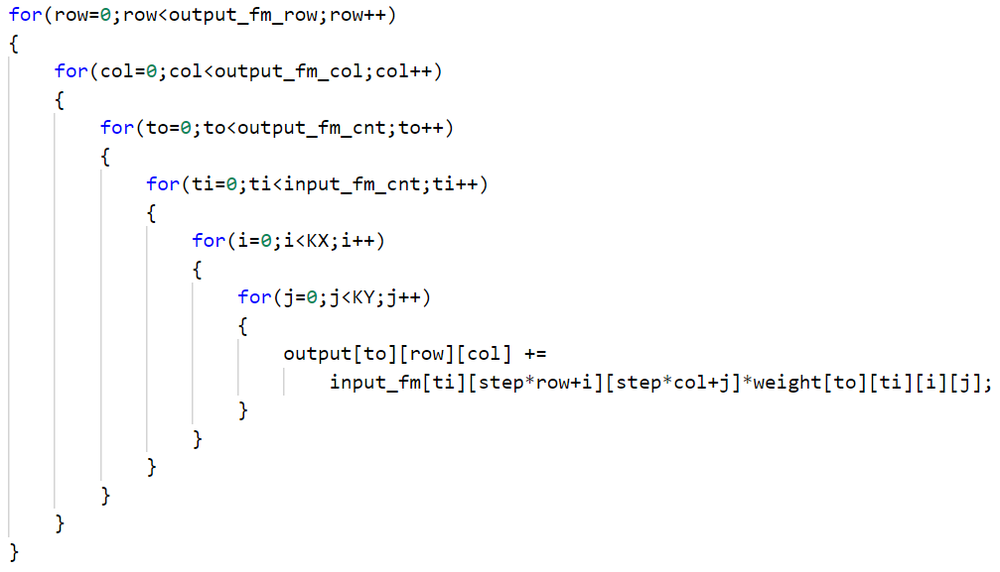 for(row=0;row<output_fm_row;row++)
{
    for(col=0;col<output_fm_col;col++)
    {
        for(to=0;to<output_fm_cnt;to++)
        {
            for(ti=0;ti<input_fm_cnt;ti++)
            {
                for(i=0;i<KX;i++)
                {
                    for(j=0;j<KY;j++)
                    {
                        output[to][row][col] +=
                            input_fm[ti][step*row+i][step*col+j]*weight[to][ti][i][j];
                    }
                }
            }
        }
    }
}